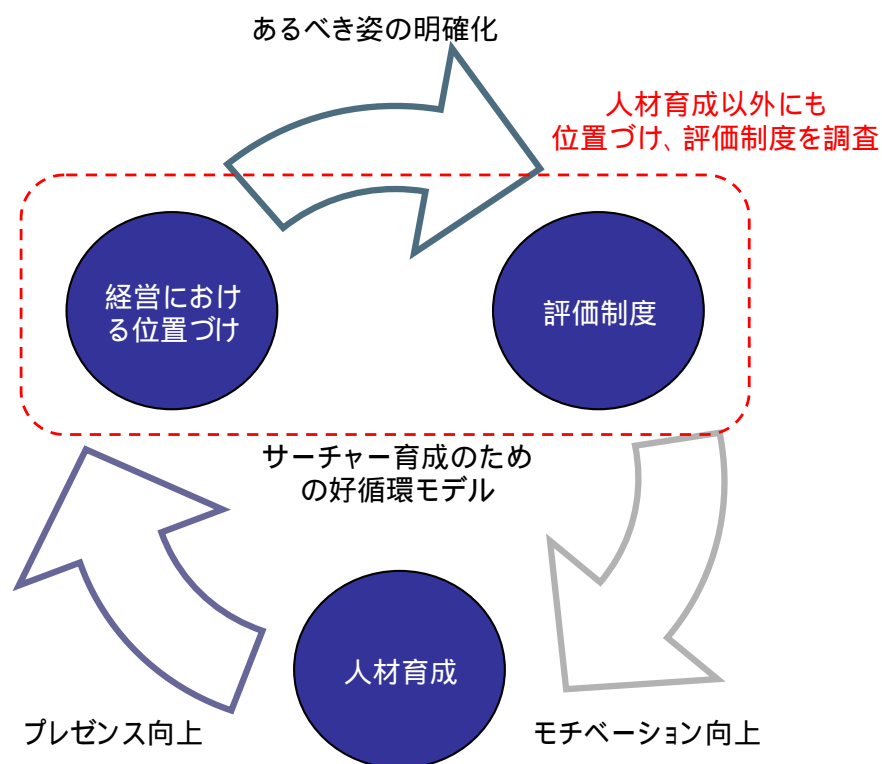 あるべき姿の明確化
人材育成以外にも
位置づけ、評価制度を調査
経営におけ
る位置づけ
評価制度
サーチャー育成のため
の好循環モデル
人材育成
プレゼンス向上
モチベーション向上